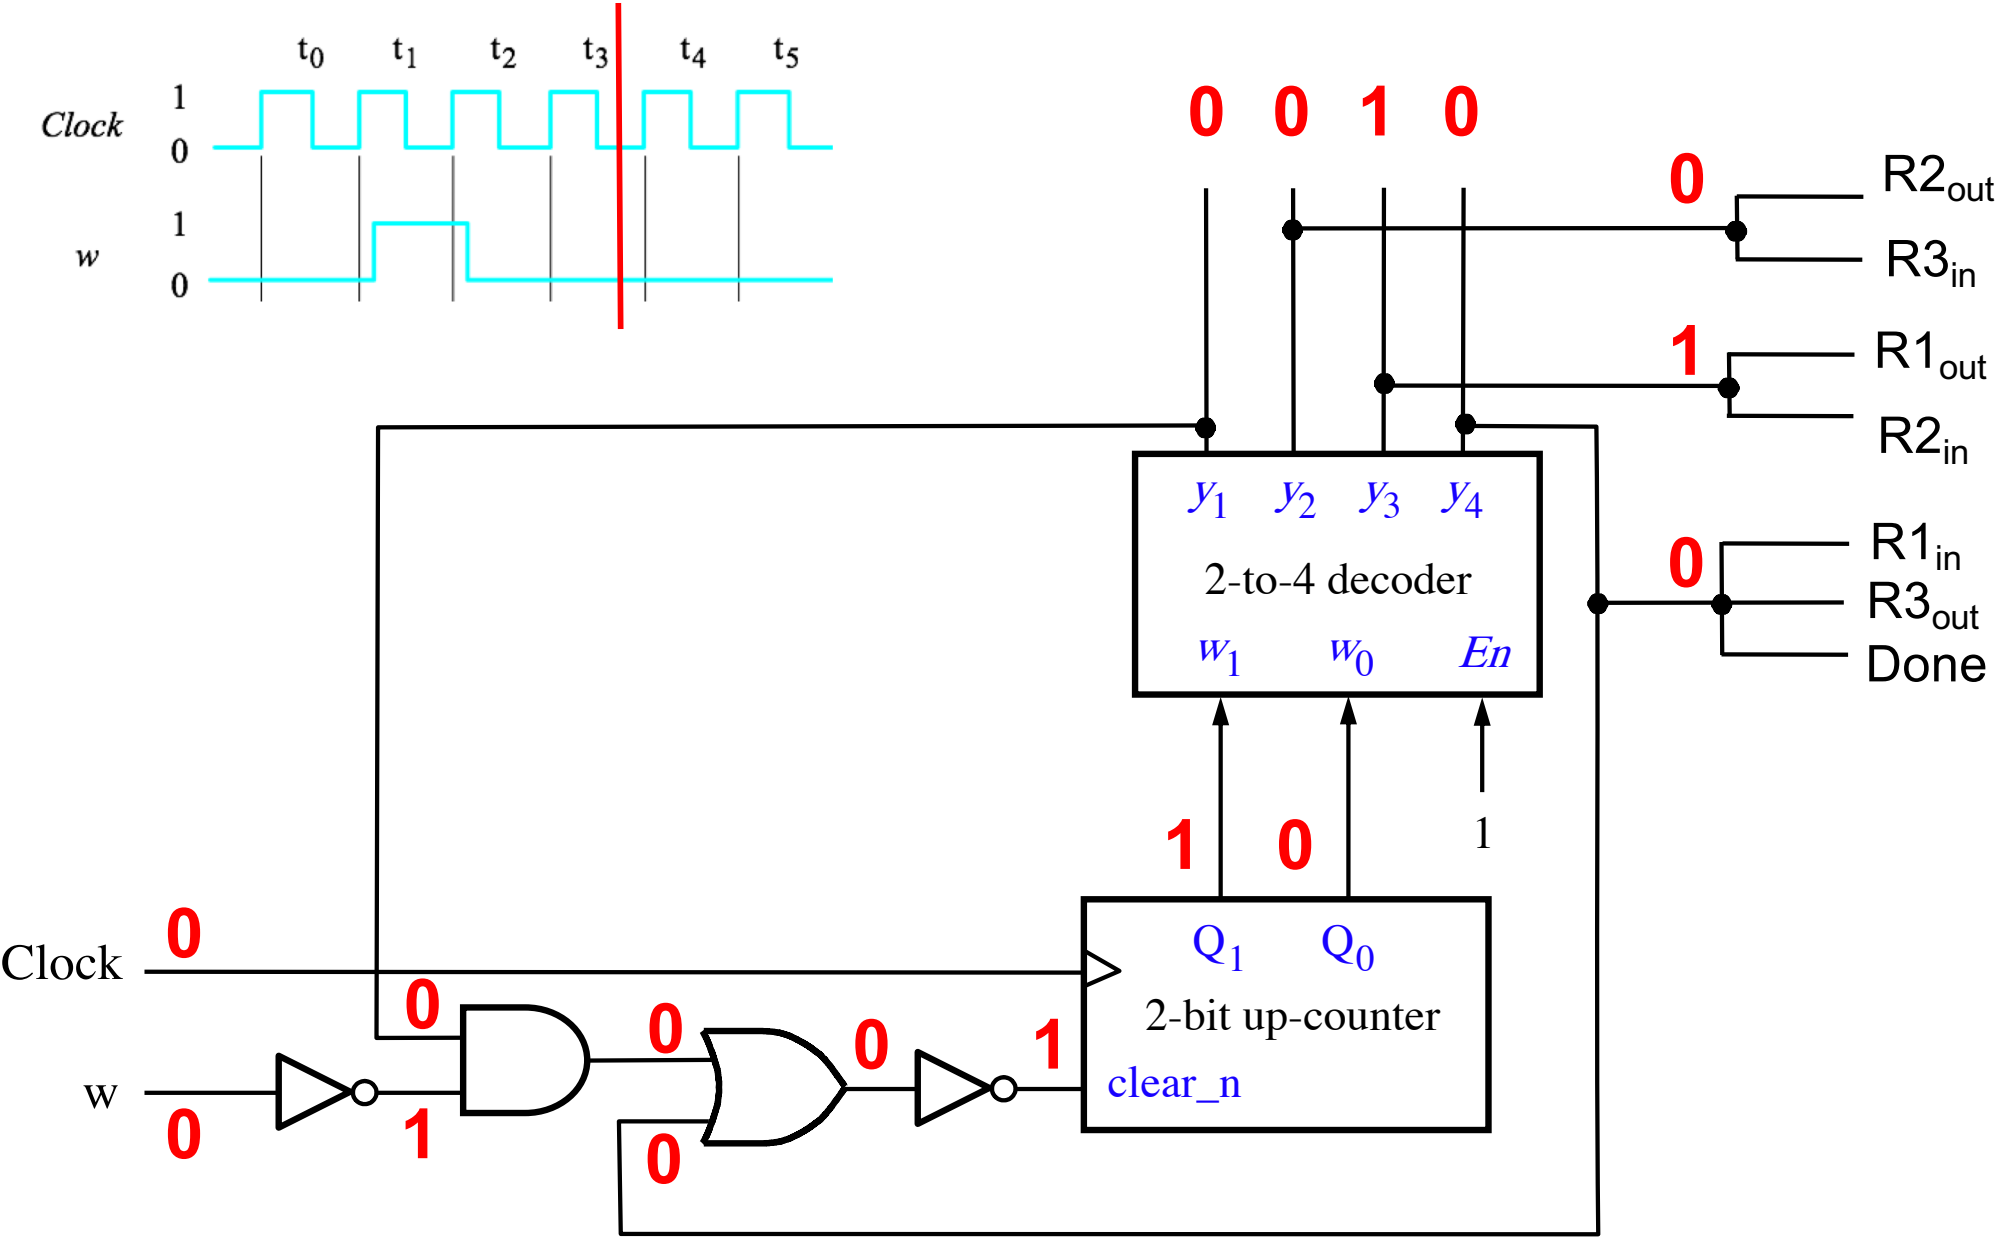 t0 t1 t2 t3 t4 t5
1
Clock
0
1
w
0
0 0 1 0
0
R2out
R3in
1
R1out
R2in
y1 y2 y3 y4
2-to-4 decoder
w1 w0 En
0
R1in
R3out
Done
1 0 1
Clock
0
Q1 Q0
2-bit up-counter
clear_n
0
0
0
1
w
0
1
0